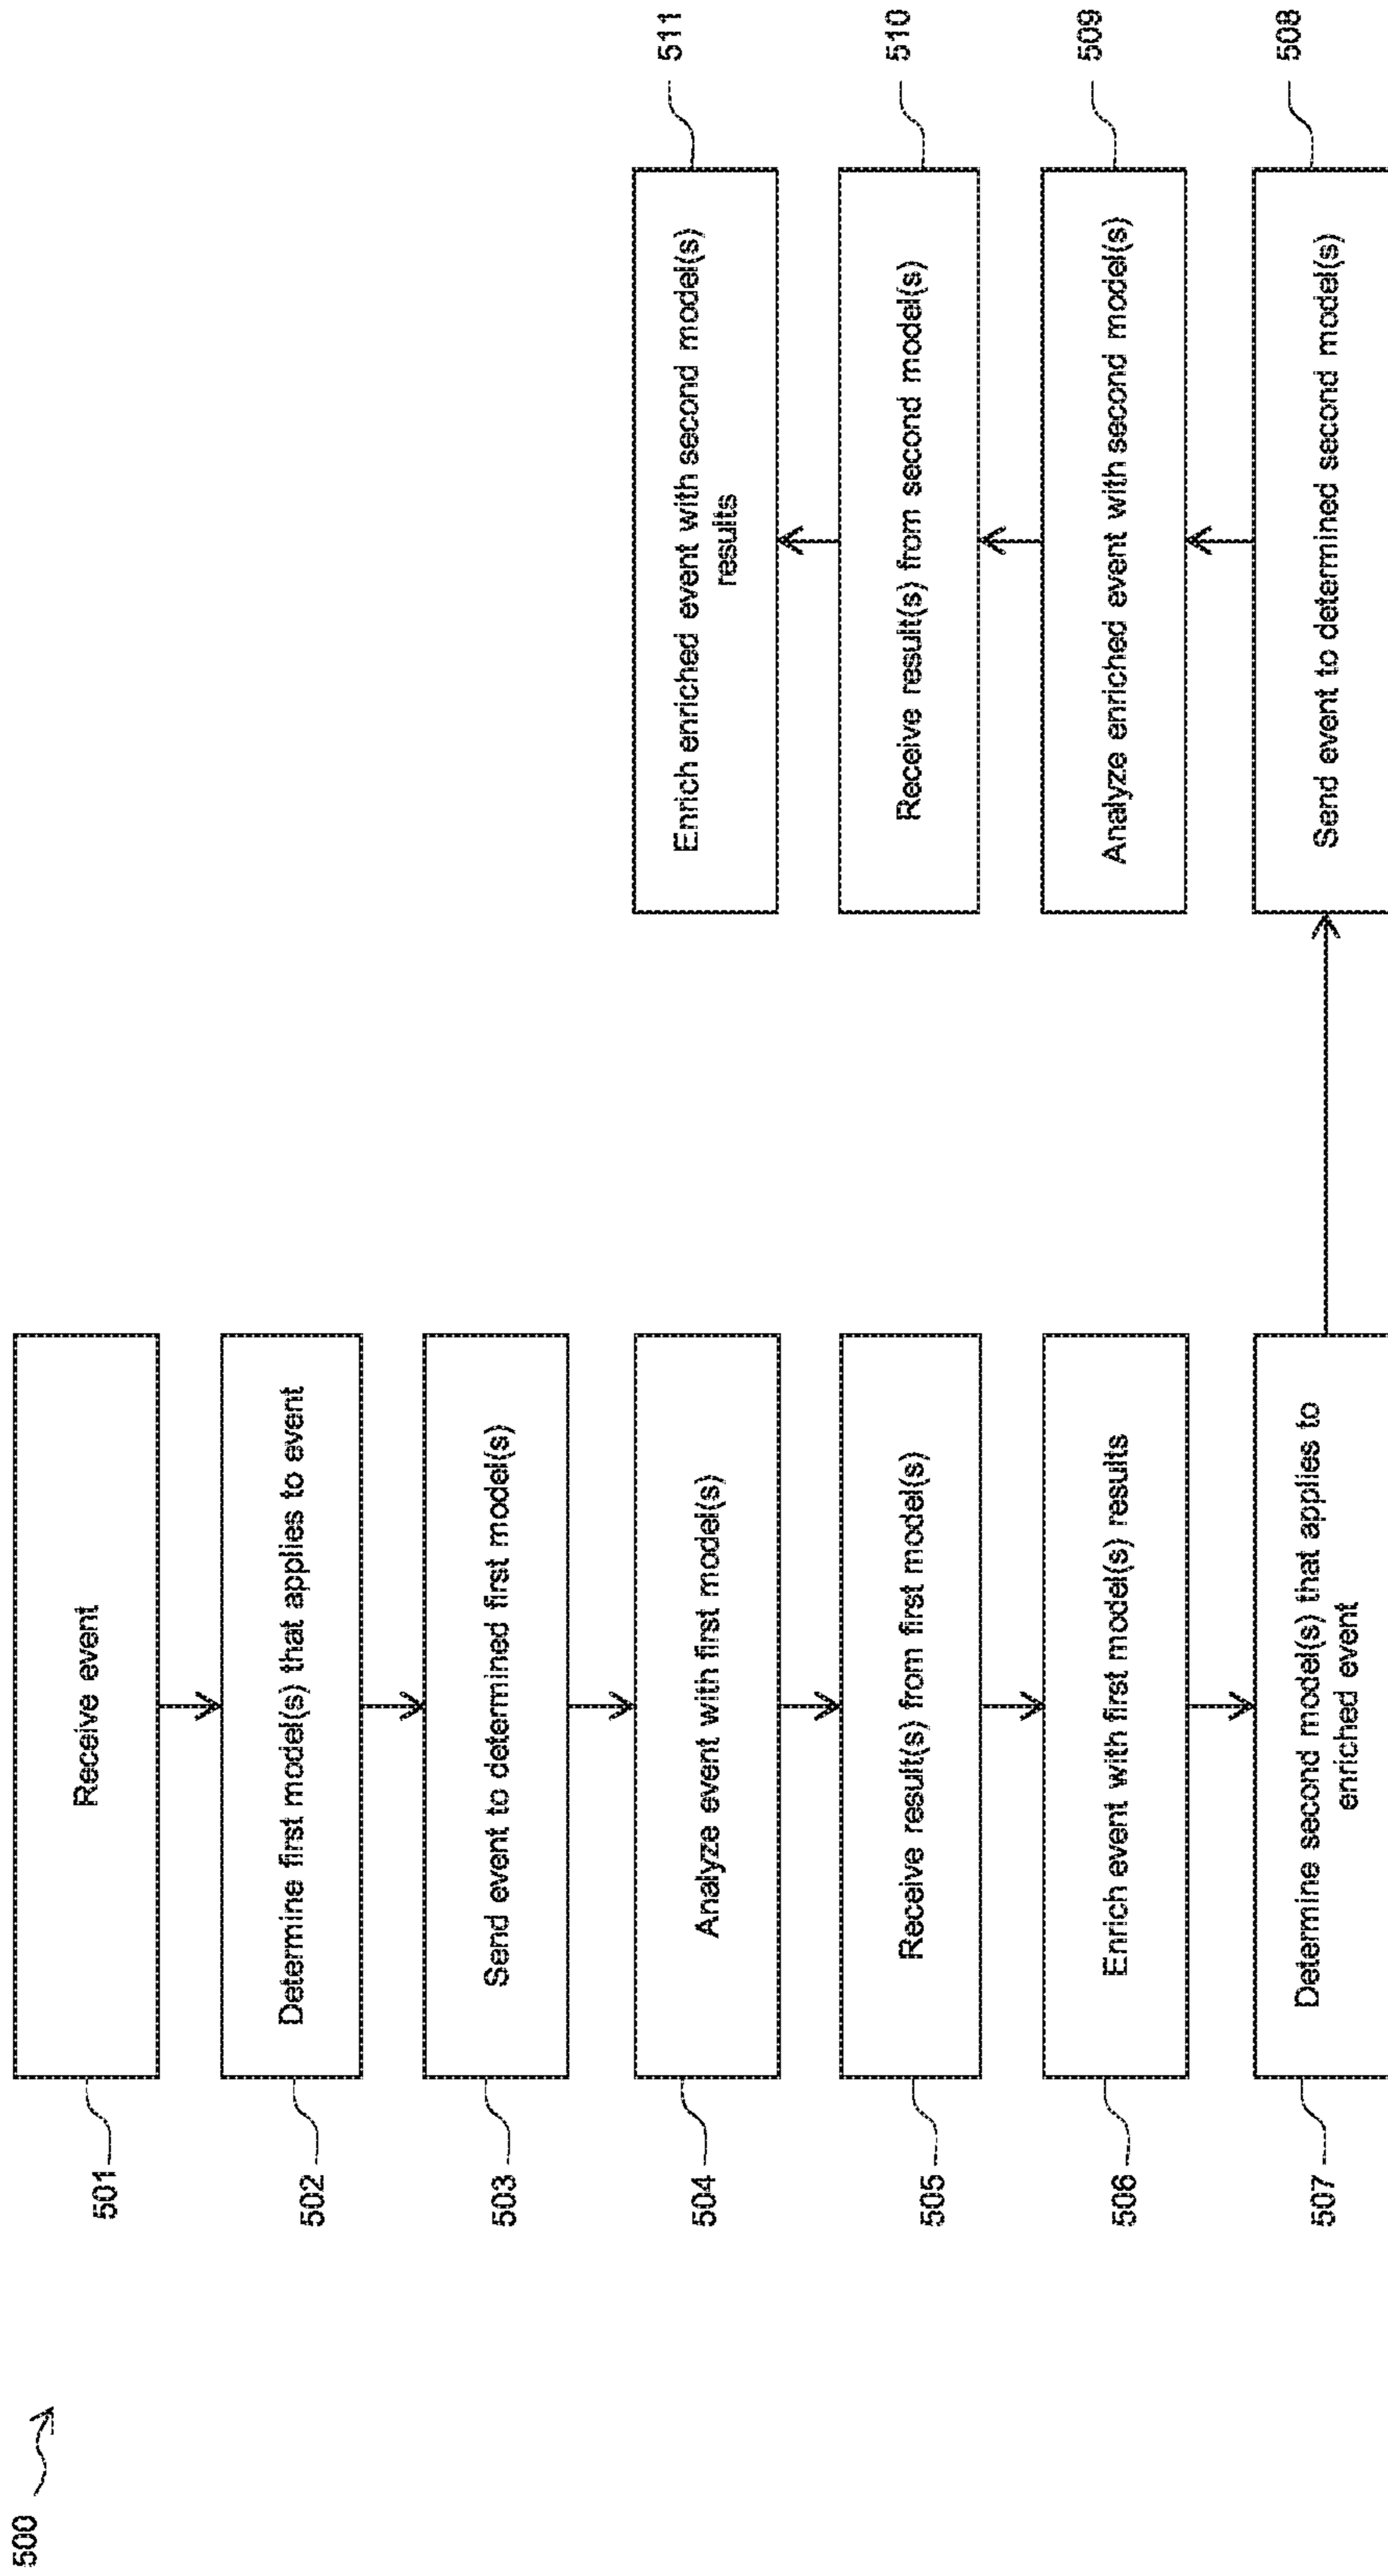 500
501
Receive event
502
Determine first model(s) that applies to event
503
Send event to determined first model(s)
504
Analyze event with first model(s)
505
Receive result(s) from first model(s)
506
Enrich event with first model(s) results
507
Determine second model(s) that applies to
enriched event
Send event to determined second model(s)
508
Analyze enriched event with second model(s)
509
Receive result(s) from second model(s)
510
Enrich enriched event with second model(s)
results
511